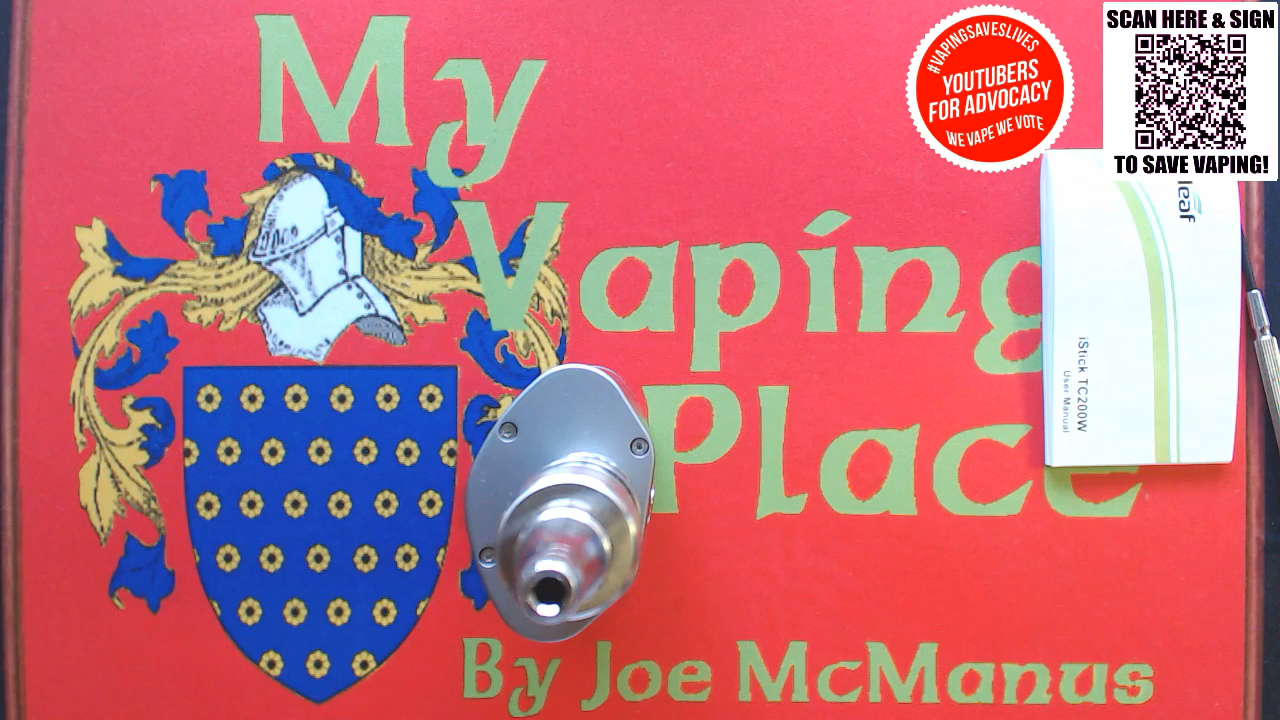 My
Vaping
Place
By Joe McManus
#VAPINGSAVESLIVES
YOUTUBERS
FOR ADVOCACY
WE VAPE WE VOTE
SCAN HERE & SIGN
TO SAVE VAPING!
leaf
iStick TC200W
User Manual